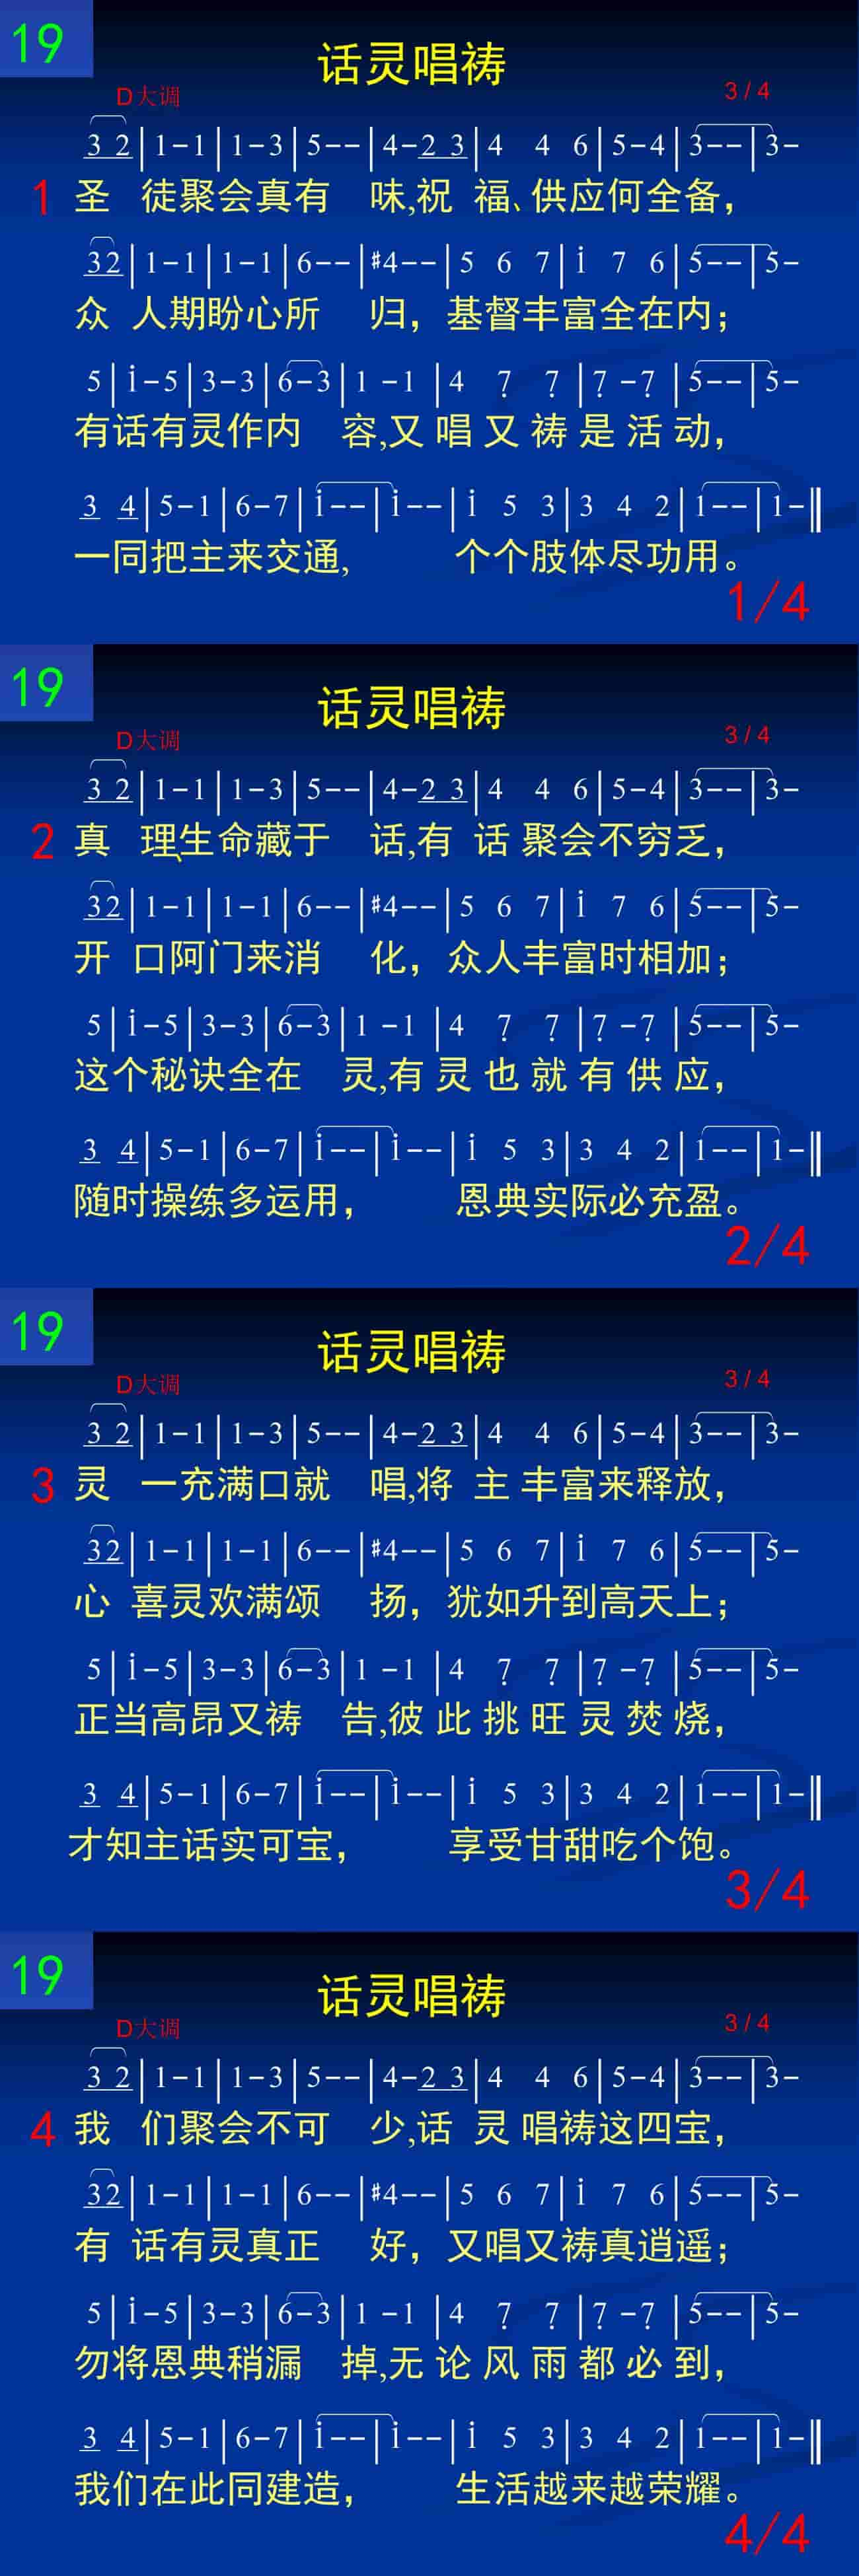 19
话灵唱祷
D大调 3/4
3 2|1-1|1-3|5--|4-2 3|4 4 6|5-4|3--|3-
1 圣 徒聚会真有 味,祝 福、供应何全备，
32|1-1|1-1|6--|#4--|5 6 7|i 7 6|5--|5-
众 人期盼心所 归，基督丰富全在内；
5|i-5|3-3|6-3|1-1|4 7̣ 7̣|7̣-7̣|5̣--|5-
有话有灵作内 容,又唱又祷是活动，
3 4|5-1|6-7|i--|i--|i 5 3|3 4 2|1--|1-‖
一同把主来交通, 个个肢体尽功用。
1/4
19
话灵唱祷
D大调 3/4
3 2|1-1|1-3|5--|4-2 3|4 4 6|5-4|3--|3-
2 真 理、生命藏于 话,有 话聚会不穷乏，
32|1-1|1-1|6--|#4--|5 6 7|i 7 6|5--|5-
开 口阿门来消 化，众人丰富时相加；
5|i-5|3-3|6-3|1-1|4 7̣ 7̣|7̣-7̣|5̣--|5-
这个秘诀全在 灵,有灵也就有供应，
3 4|5-1|6-7|i--|i--|i 5 3|3 4 2|1--|1-‖
随时操练多运用， 恩典实际必充盈。
2/4
19
话灵唱祷
D大调 3/4
3 2|1-1|1-3|5--|4-2 3|4 4 6|5-4|3--|3-
3 灵 一充满口就 唱,将 主丰富来释放，
32|1-1|1-1|6--|#4--|5 6 7|i 7 6|5--|5-
心 喜灵欢满颂 扬，犹如升到高天上；
5|i-5|3-3|6-3|1-1|4 7̣ 7̣|7̣-7̣|5̣--|5-
正当高昂又祷 告,彼此挑旺灵焚烧，
3 4|5-1|6-7|i--|i--|i 5 3|3 4 2|1--|1-‖
才知主话实可宝， 享受甘甜吃个饱。
3/4
19
话灵唱祷
D大调 3/4
3 2|1-1|1-3|5--|4-2 3|4 4 6|5-4|3--|3-
4 我 们聚会不可 少,话 灵唱祷这四宝，
32|1-1|1-1|6--|#4--|5 6 7|i 7 6|5--|5-
有 话有灵真正 好，又唱又祷真逍遥；
5|i-5|3-3|6-3|1-1|4 7̣ 7̣|7̣-7̣|5̣--|5-
勿将恩典稍漏 掉,无论风雨都必到，
3 4|5-1|6-7|i--|i--|i 5 3|3 4 2|1--|1-‖
我们在此同建造， 生活越来越荣耀。
4/4